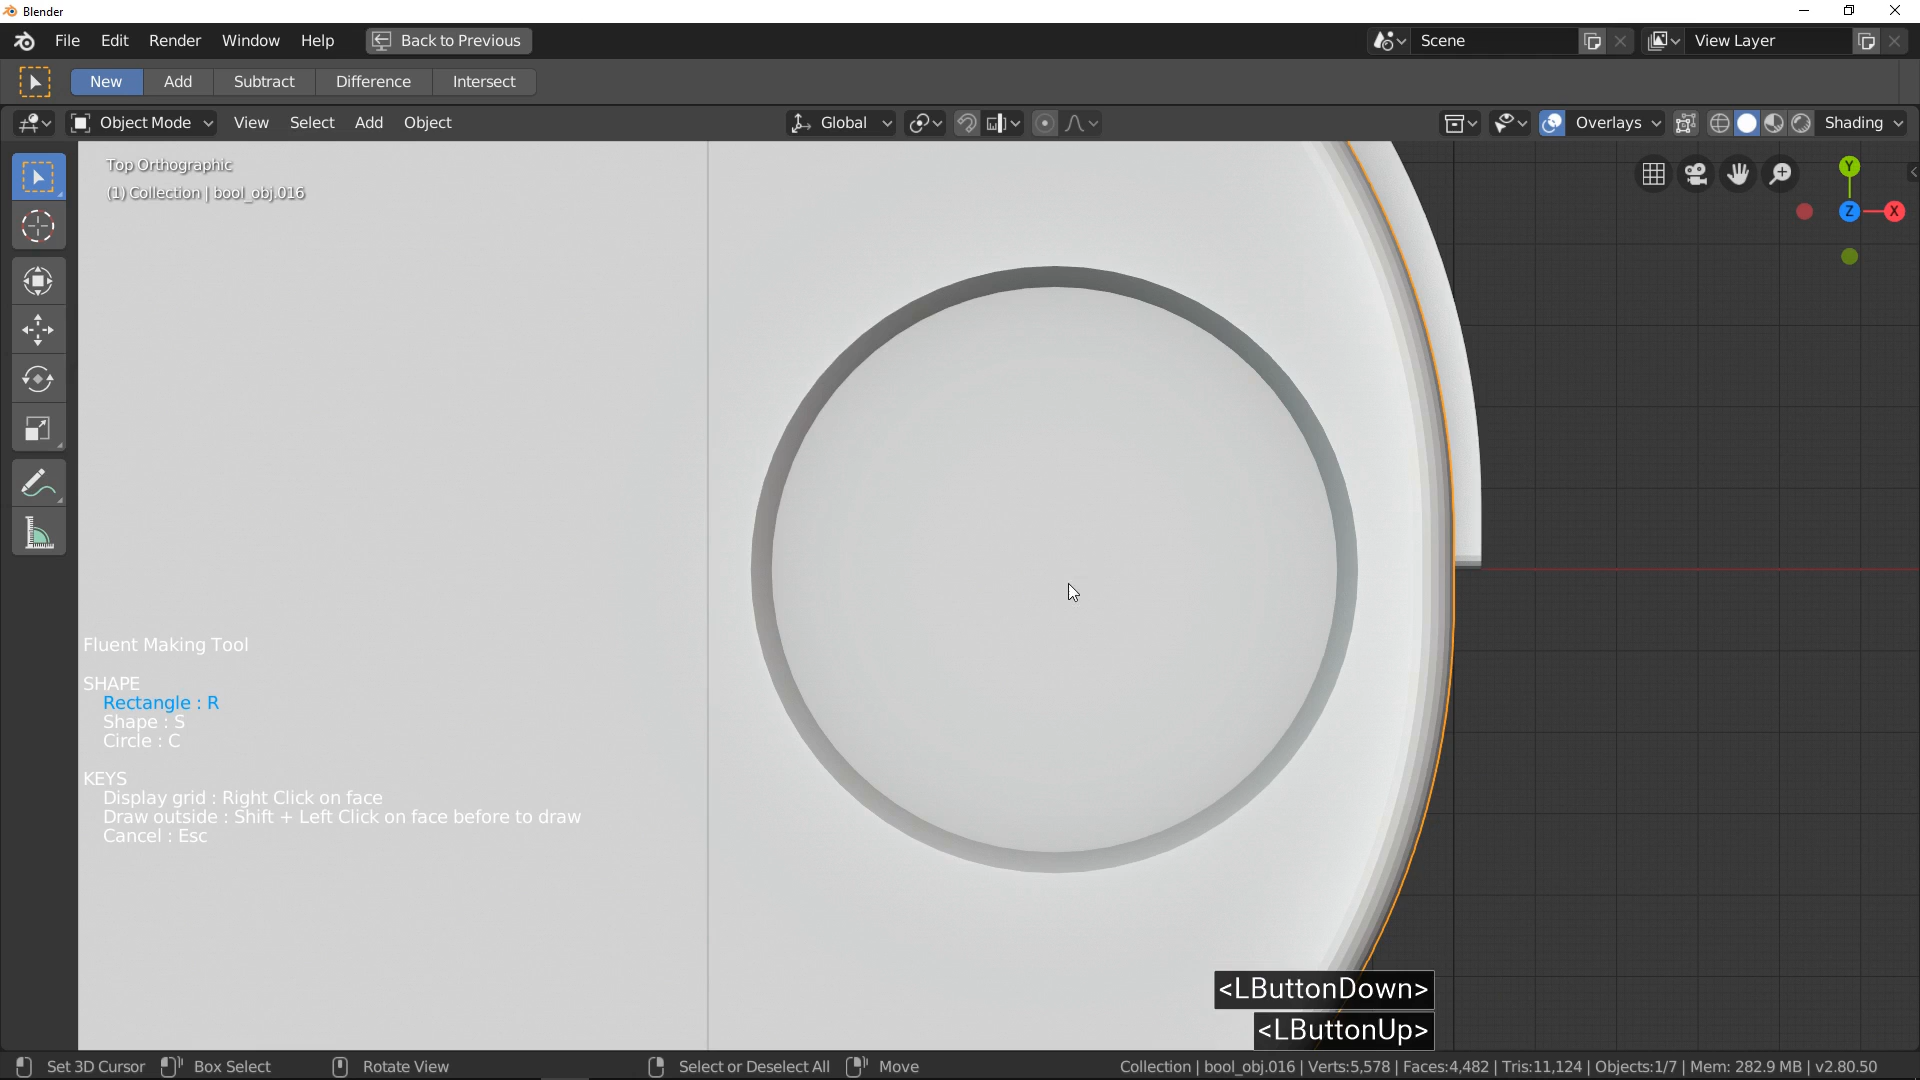 Blender
File Edit Render Window Help Back to Previous Scene View Layer
New Add Subtract Difference Intersect
Object Mode View Select Add Object Global Overlays Shading
Top Orthographic
(1) Collection | bool_obj.016
Y
Z X
Fluent Making Tool
SHAPE
Rectangle : R
Shape : S
Circle : C
KEYS
Display grid : Right Click on face
Draw outside : Shift + Left Click on face before to draw
Cancel : Esc
<LButtonDown>
<LButtonUp>
Set 3D Cursor Box Select Rotate View Select or Deselect All Move Collection | bool_obj.016 | Verts:5,578 | Faces:4,482 | Tris:11,124 | Objects:1/7 | Mem: 282.9 MB | v2.80.50